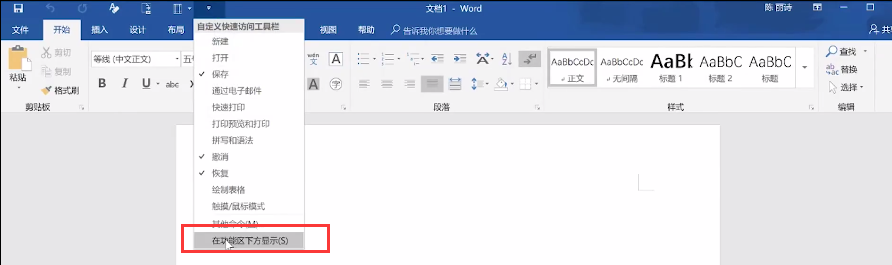 文档1 - Word
陈 丽诗
文件
开始
插入
设计
布局
视图
帮助
告诉我你想要做什么
自定义快速访问工具栏
新建
打开
保存
通过电子邮件
快速打印
打印预览和打印
拼写和语法
撤消
恢复
绘制表格
触摸/鼠标模式
其他命令(M)
在功能区下方显示(S)
粘贴
剪切
复制
格式刷
剪贴板
等线 (中文正文)
五号
B I U abc
wén
文
A
A
段落
AaBbCcDc
正文
AaBbCcDc
无间隔
AaBb
标题 1
AaBbC
标题 2
AaBbC
标题
样式
查找
替换
选择
编辑